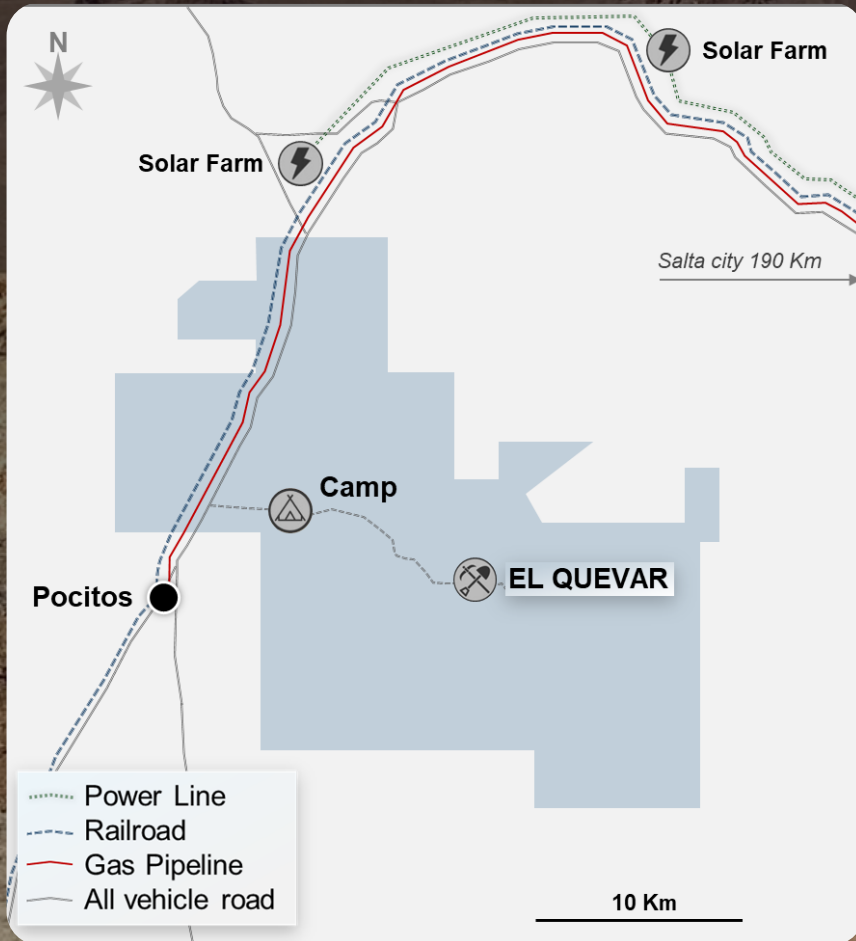 N
Solar Farm
Solar Farm
Salta city 190 Km
Camp
EL QUEVAR
Pocitos
Power Line
Railroad
Gas Pipeline
All vehicle road
10 Km